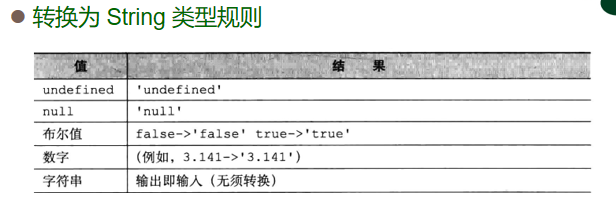 转换为 String 类型规则
值 结果
undefined 'undefined'
null 'null'
布尔值 false->'false' true->'true'
数字 (例如，3.141->'3.141')
字符串 输出即输入（无须转换）